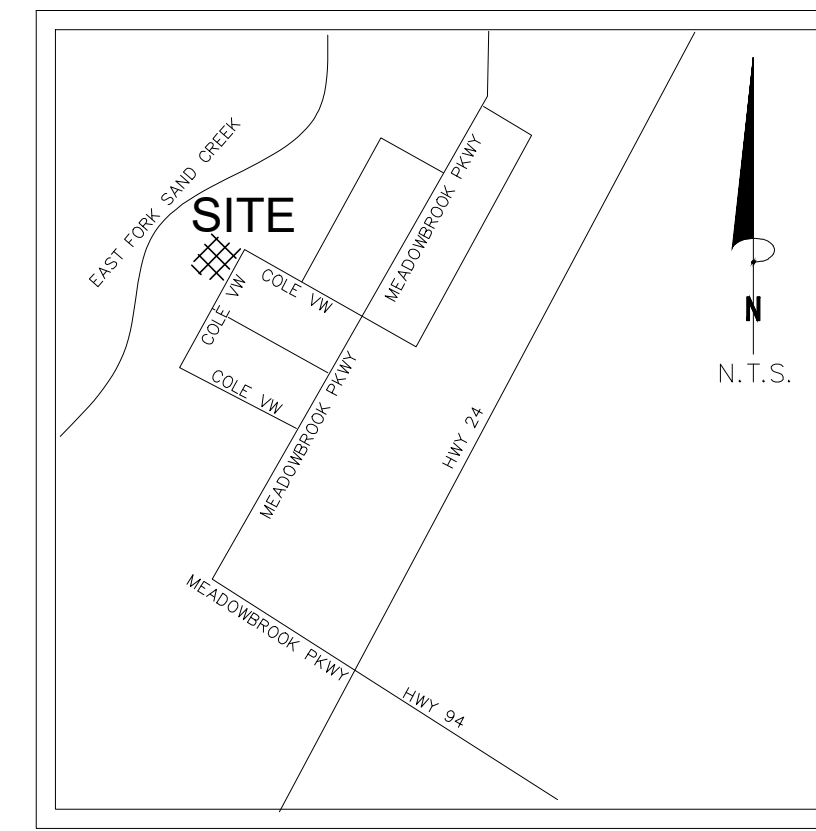 EAST FORK SAND CREEK
SITE
MEADOWBROOK PKWY
COLE VW
COLE VW
COLE VW
MEADOWBROOK PKWY
HWY 24
MEADOWBROOK PKWY
HWY 94
N
N.T.S.